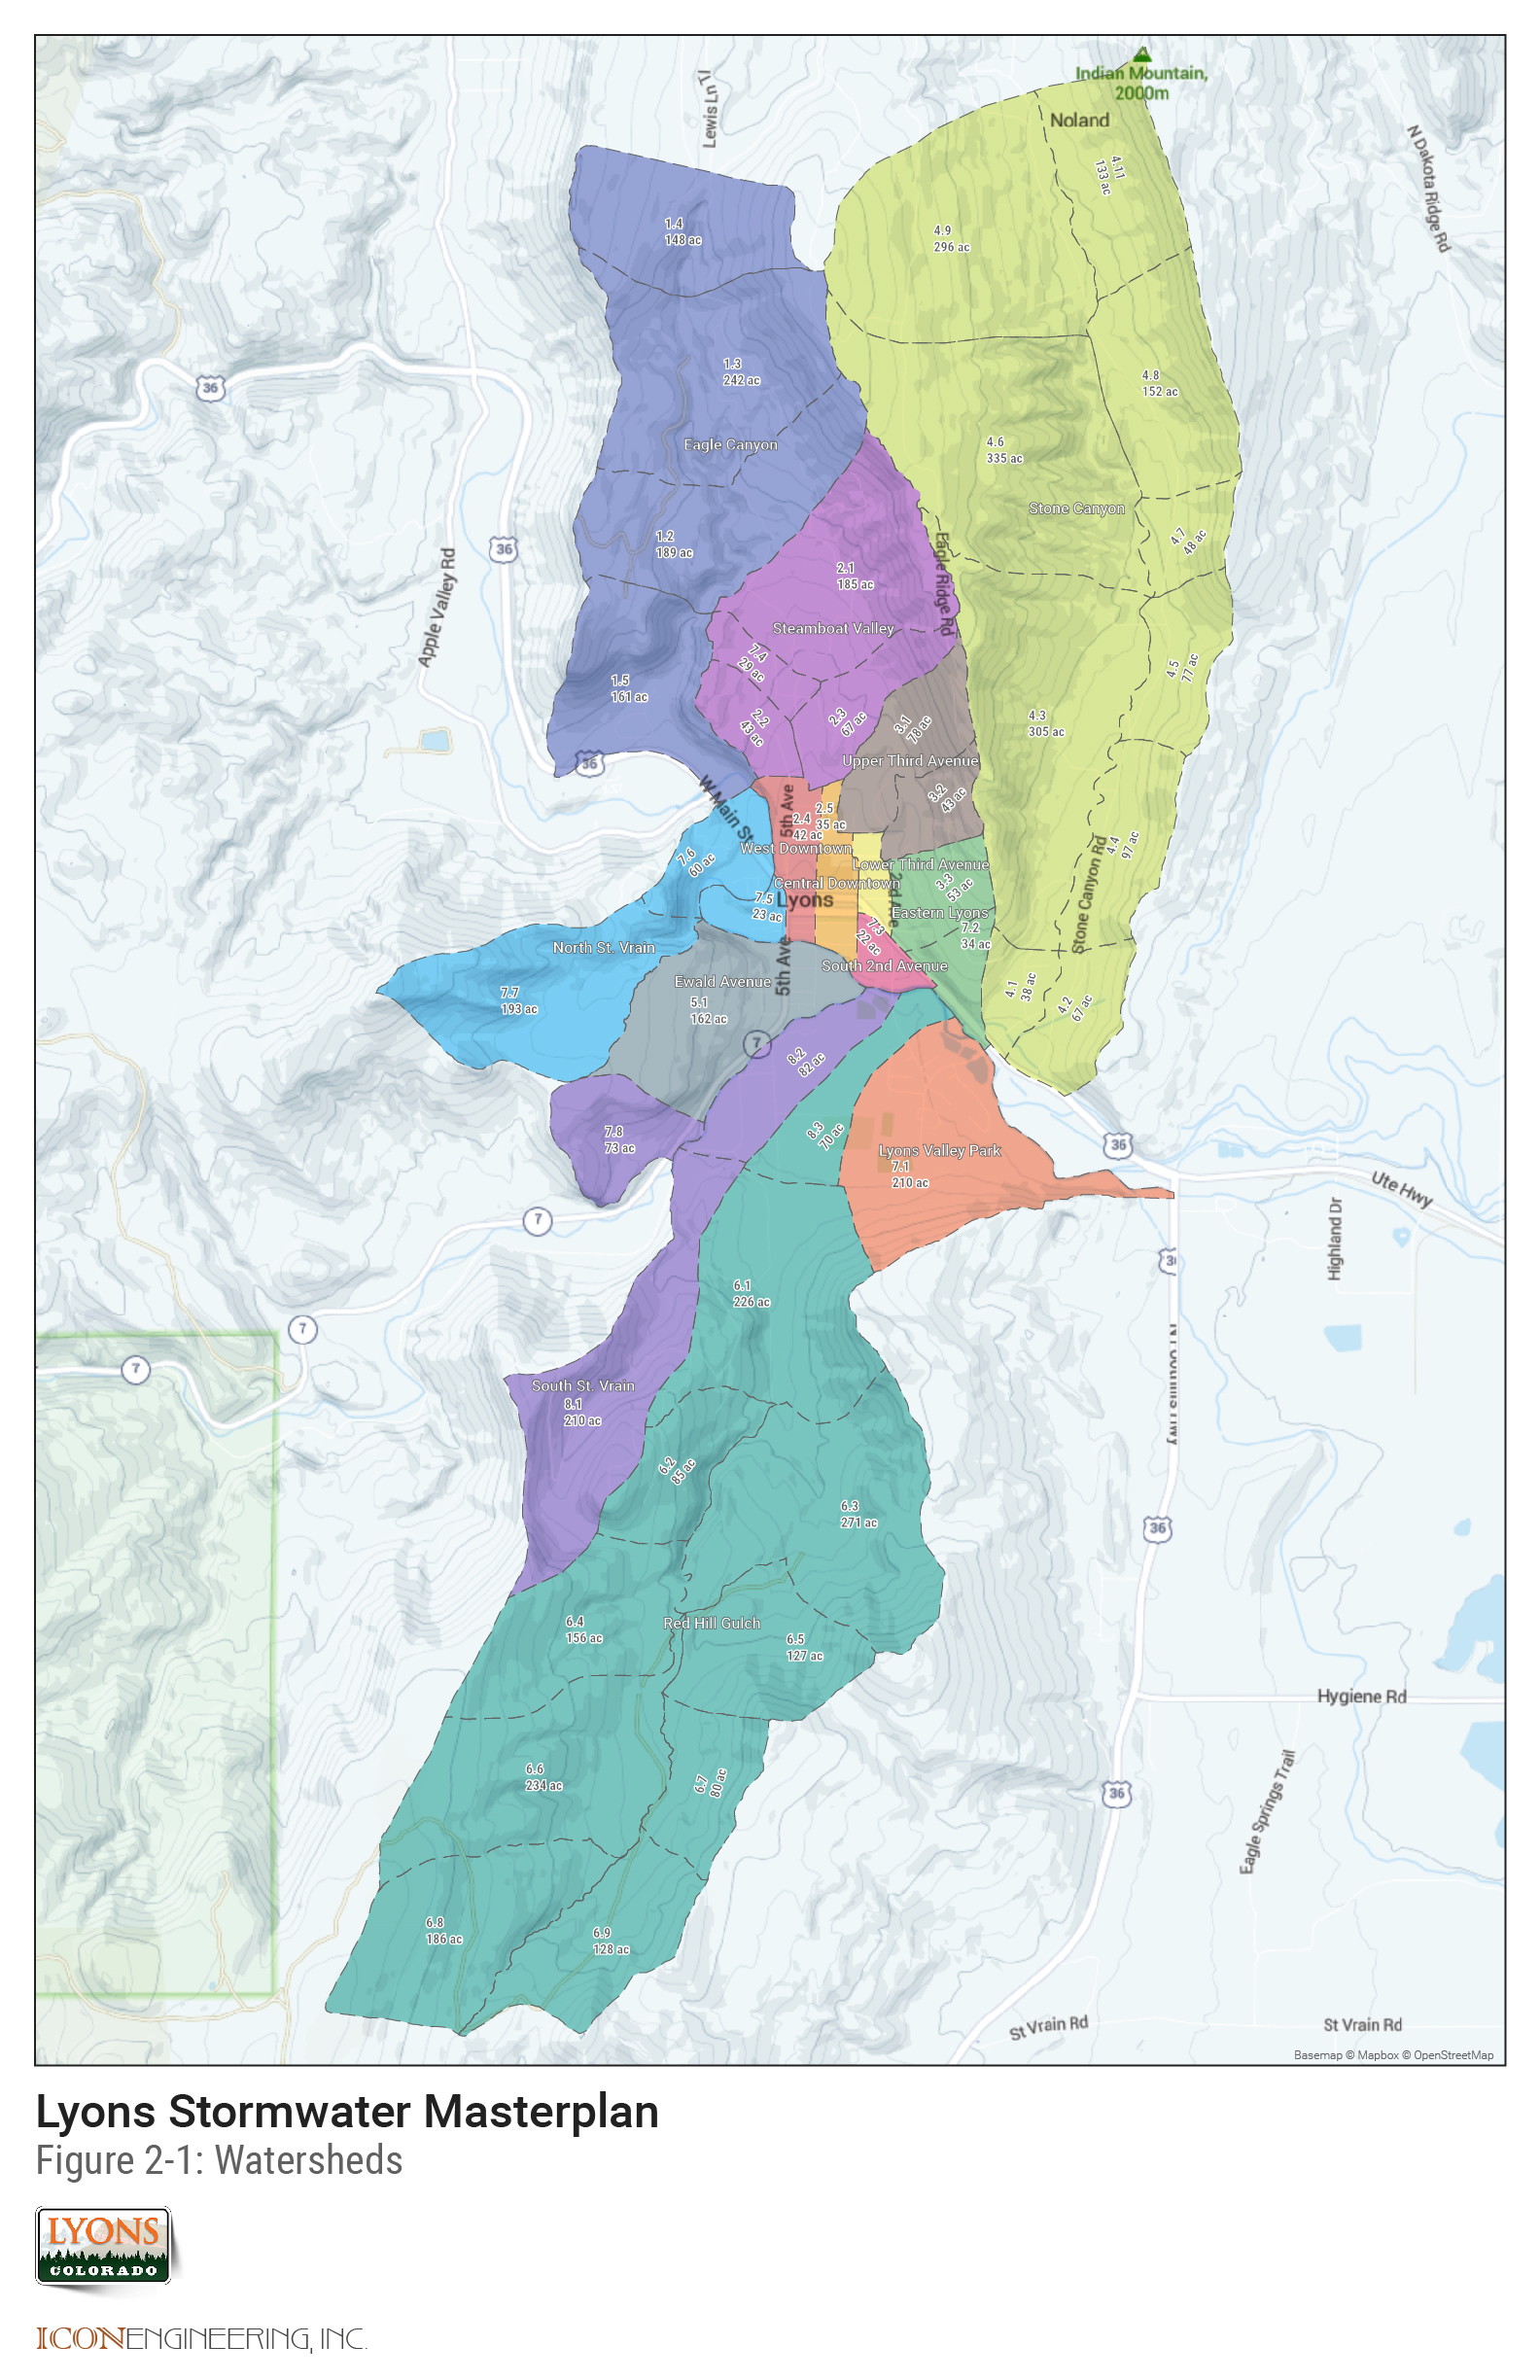 Indian Mountain,
2000m
Noland
Lewis Ln
N Dakota Ridge Rd
4.11
133 ac
1.4
148 ac
4.9
296 ac
1.3
242 ac
4.8
152 ac
36
Eagle Canyon
4.6
335 ac
Stone Canyon
36
1.2
189 ac
4.7
48 ac
Apple Valley Rd
Eagle Ridge Rd
2.1
185 ac
Steamboat Valley
7.4
29 ac
4.5
77 ac
1.5
161 ac
2.2
43 ac
2.3
67 ac
3.1
78 ac
4.3
305 ac
36
Upper Third Avenue
W Main St
5th Ave
2.4
42 ac
2.5
35 ac
3.2
43 ac
4.4
97 ac
Stone Canyon Rd
West Downtown
7.6
60 ac
Lower Third Avenue
Central Downtown
3.3
53 ac
7.5
23 ac
Lyons
Eastern Lyons
7.2
34 ac
7.3
22 ac
North St. Vrain
5th Ave
South 2nd Avenue
Ewald Avenue
5.1
162 ac
7.7
193 ac
4.1
38 ac
4.2
67 ac
7
8.2
82 ac
7.8
73 ac
8.3
70 ac
Lyons Valley Park
7.1
210 ac
36
Ute Hwy
Highland Dr
7
6.1
226 ac
7
7
South St. Vrain
8.1
210 ac
6.2
85 ac
6.3
271 ac
36
6.4
156 ac
Red Hill Gulch
6.5
127 ac
Hygiene Rd
6.6
234 ac
6.7
80 ac
36
Eagle Springs Trail
6.8
186 ac
6.9
128 ac
St Vrain Rd
St Vrain Rd
Basemap © Mapbox © OpenStreetMap
Lyons Stormwater Masterplan
Figure 2-1: Watersheds
LYONS
COLORADO
ICON ENGINEERING, INC.